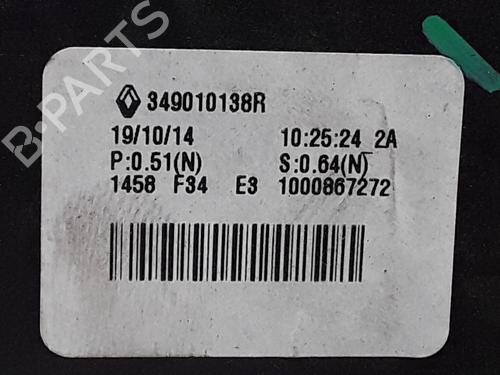 349010138R
19/10/14 10:25:24 2A
P:0.51(N) S:0.64(N)
1458 F34 E3 1000867272
B-PARTS